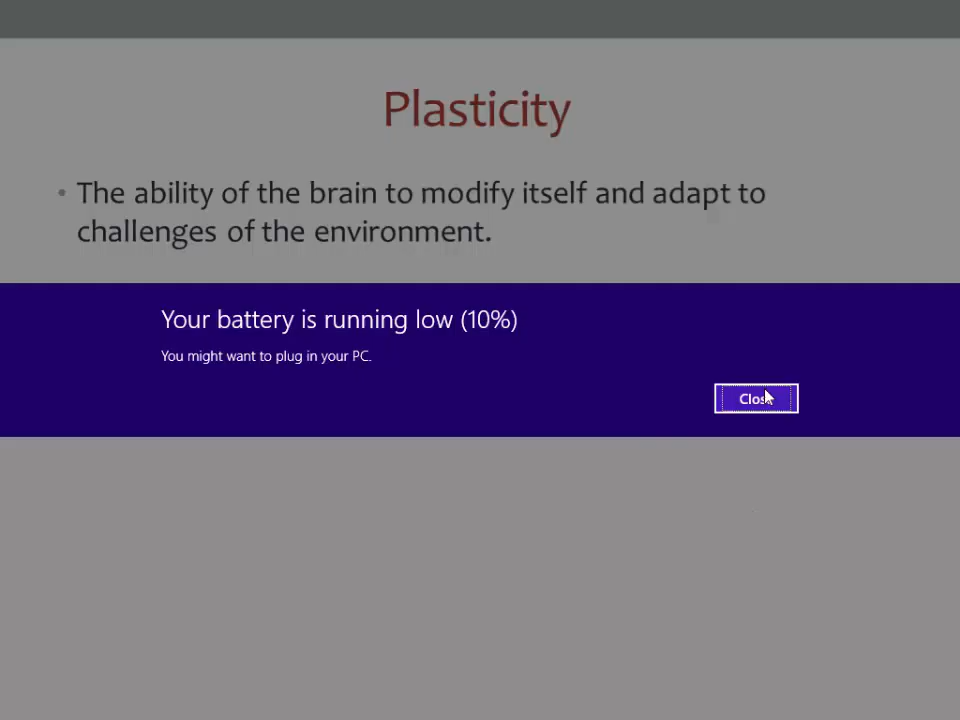 Plasticity
• The ability of the brain to modify itself and adapt to
challenges of the environment.
Your battery is running low (10%)
You might want to plug in your PC.
Close